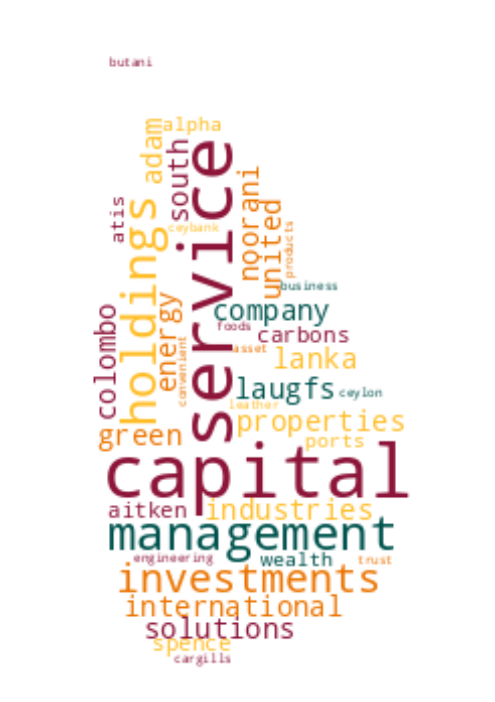 butani
alpha
adam
south
service
atis
holdings
ceybank
noorani
united
products
business
colombo
energy
convenient
company
foods
carbons
asset
lanka
laugfs
ceylon
leather
properties
green
ports
capital
aitken
industries
management
engineering
wealth
trust
investments
international
solutions
spence
cargills